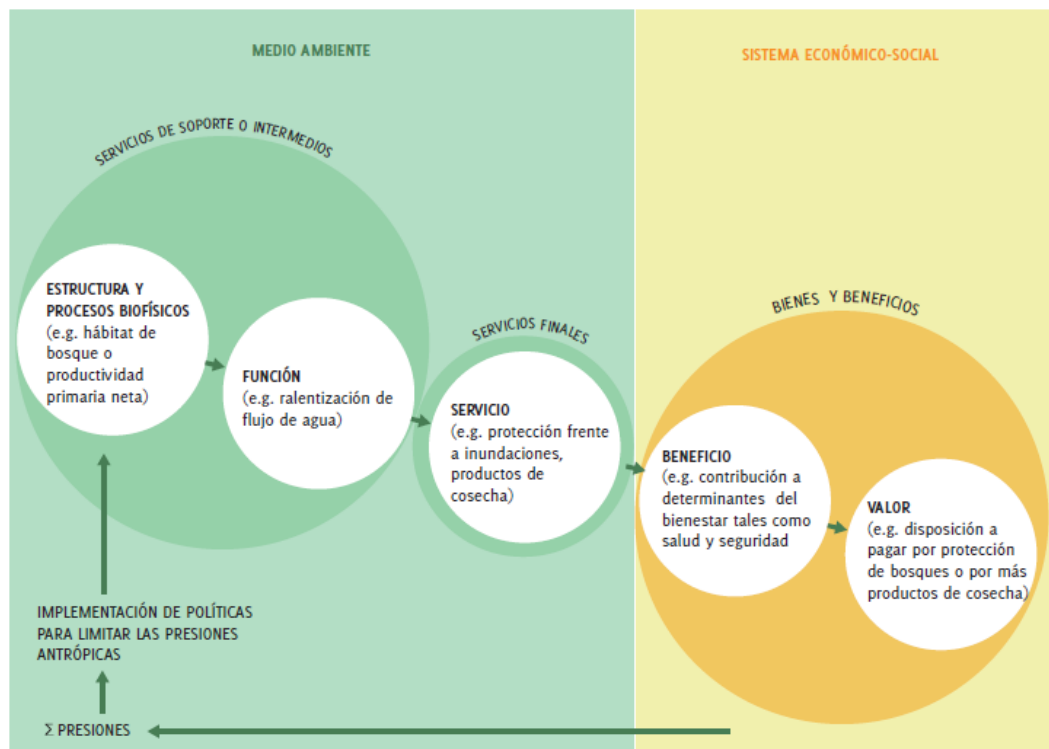 MEDIO AMBIENTE
SISTEMA ECONÓMICO-SOCIAL
SERVICIOS DE SOPORTE O INTERMEDIOS
ESTRUCTURA Y
PROCESOS BIOFÍSICOS
(e.g. hábitat de
bosque o
productividad
primaria neta)
FUNCIÓN
(e.g. ralentización de
flujo de agua)
SERVICIOS FINALES
SERVICIO
(e.g. protección frente
a inundaciones,
productos de
cosecha)
BIENES Y BENEFICIOS
BENEFICIO
(e.g. contribución a
determinantes del
bienestar tales como
salud y seguridad
VALOR
(e.g. disposición a
pagar por protección
de bosques o por más
productos de cosecha)
IMPLEMENTACIÓN DE POLÍTICAS
PARA LIMITAR LAS PRESIONES
ANTRÓPICAS
Σ PRESIONES